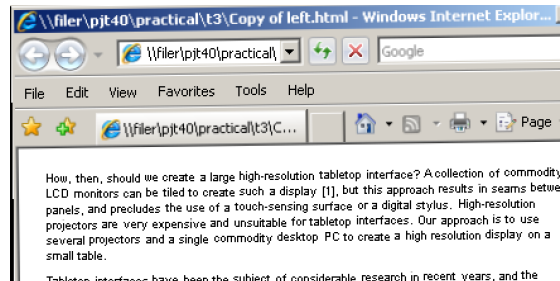 \\filer\pjt40\practical\t3\Copy of left.html - Windows Internet Explor...
\\filer\pjt40\practical\ Google
File Edit View Favorites Tools Help
\\filer\pjt40\practical\t3\C... Page
How, then, should we create a large high-resolution tabletop interface? A collection of commodity
LCD monitors can be tiled to create such a display [1], but this approach results in seams betwe
panels, and precludes the use of a touch-sensing surface or a digital stylus. High-resolution
projectors are very expensive and unsuitable for tabletop interfaces. Our approach is to use
several projectors and a single commodity desktop PC to create a high resolution display on a
small table.
Tabletop interfaces have been the subject of considerable research in recent years, and the